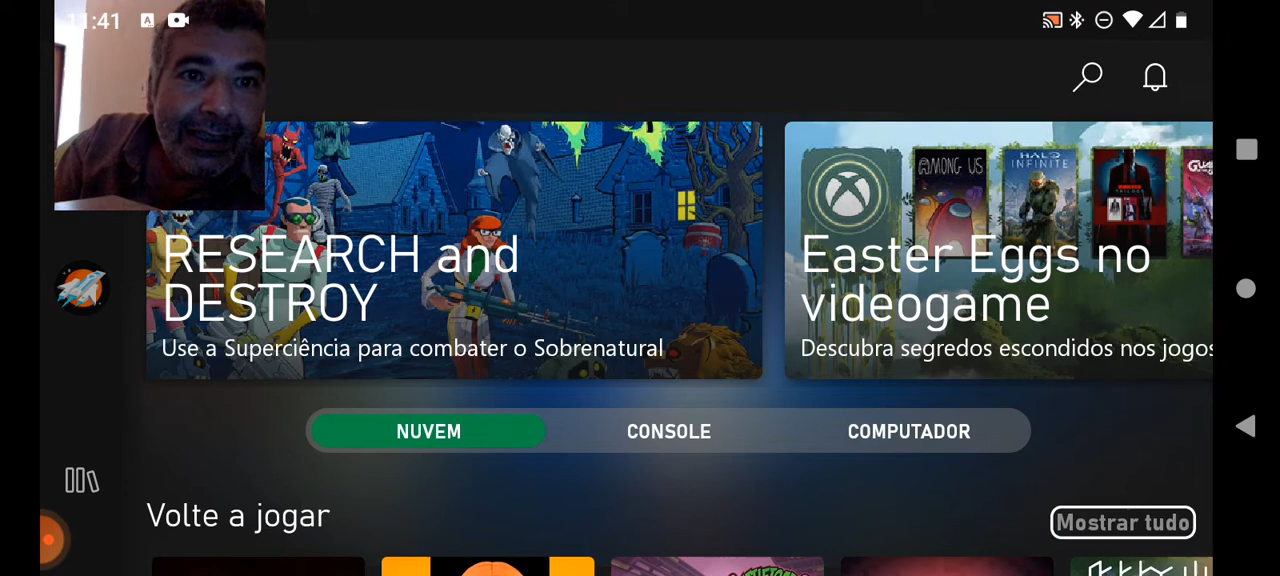 11:41
RESEARCH and
DESTROY
Use a Superciência para combater o Sobrenatural
AMONG US
HALO
INFINITE
Easter Eggs no
videogame
Descubra segredos escondidos nos jogos
NUVEM
CONSOLE
COMPUTADOR
Volte a jogar
Mostrar tudo